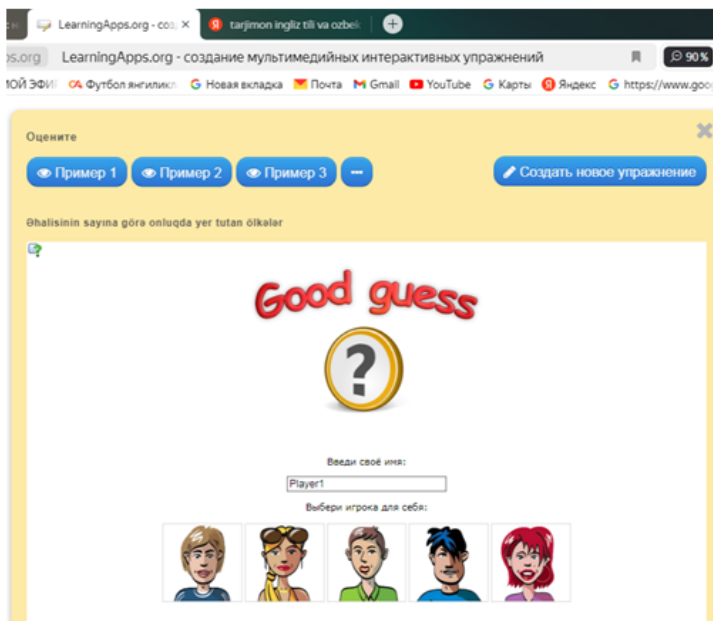 LearningApps.org - соз
tarjimon ingliz tili va ozbek
ps.org LearningApps.org - создание мультимедийных интерактивных упражнений 90%
Футбол янгиликл Новая вкладка Почта Gmail YouTube Карты Яндекс https://www.goo
Оцените
Пример 1 Пример 2 Пример 3 Создать новое упражнение
Əhalisinin sayına görə onluqda yer tutan ölkələr
Good guess
?
Введи своё имя:
Player1
Выбери игрока для себя: